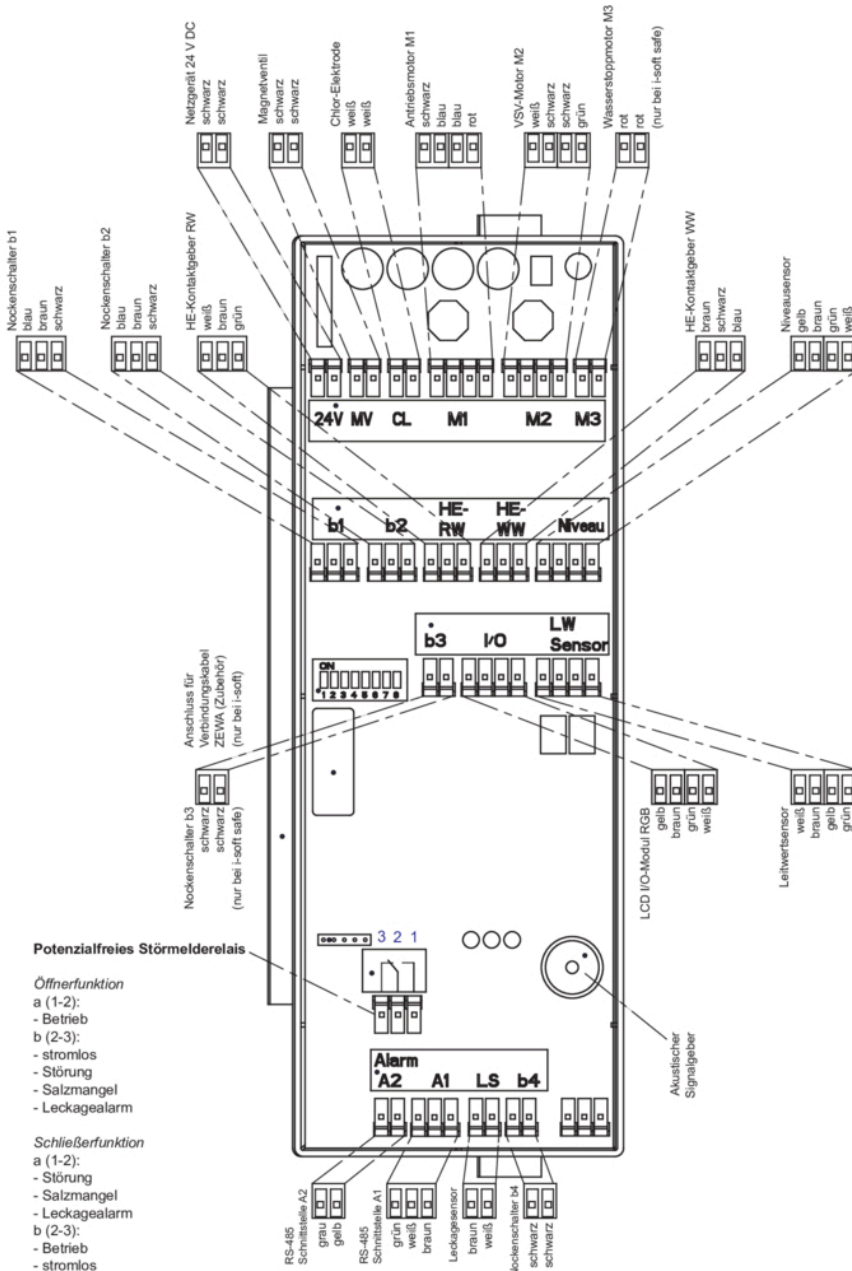 Netzgerät 24 V DC
schwarz
schwarz
Magnetventil
schwarz
schwarz
Chlor-Elektrode
weiß
weiß
Antriebsmotor M1
schwarz
blau
blau
rot
VSV-Motor M2
weiß
schwarz
schwarz
grün
Wasserstoppmotor M3
rot
rot
(nur bei i-soft safe)
Nockenschalter b1
blau
braun
schwarz
Nockenschalter b2
blau
braun
schwarz
HE-Kontaktgeber RW
weiß
braun
grün
HE-Kontaktgeber WW
braun
schwarz
blau
Niveausensor
gelb
braun
grün
weiß
24V MV CL M1 M2 M3
b1 b2 HE-RW HE-WW Niveau
b3 I/O LW Sensor
ON
1 2 3 4 5 6 7 8
Anschluss für
Verbindungskabel
ZEWA (Zubehör)
(nur bei i-soft)
Nockenschalter b3
schwarz
schwarz
(nur bei i-soft safe)
LCD I/O-Modul RGB
gelb
braun
grün
weiß
Leitwertsensor
weiß
braun
gelb
grün
3 2 1
Potenzialfreies Störmelderelais
Öffnerfunktion
a (1-2):
- Betrieb
b (2-3):
- stromlos
- Störung
- Salzmangel
- Leckagealarm
Schließerfunktion
a (1-2):
- Störung
- Salzmangel
- Leckagealarm
b (2-3):
- Betrieb
- stromlos
Akustischer
Signalgeber
Alarm
A2 A1 LS b4
RS-485
Schnittstelle A2
grau
gelb
RS-485
Schnittstelle A1
grün
weiß
braun
Leckagesensor
braun
weiß
Nockenschalter b4
schwarz
schwarz